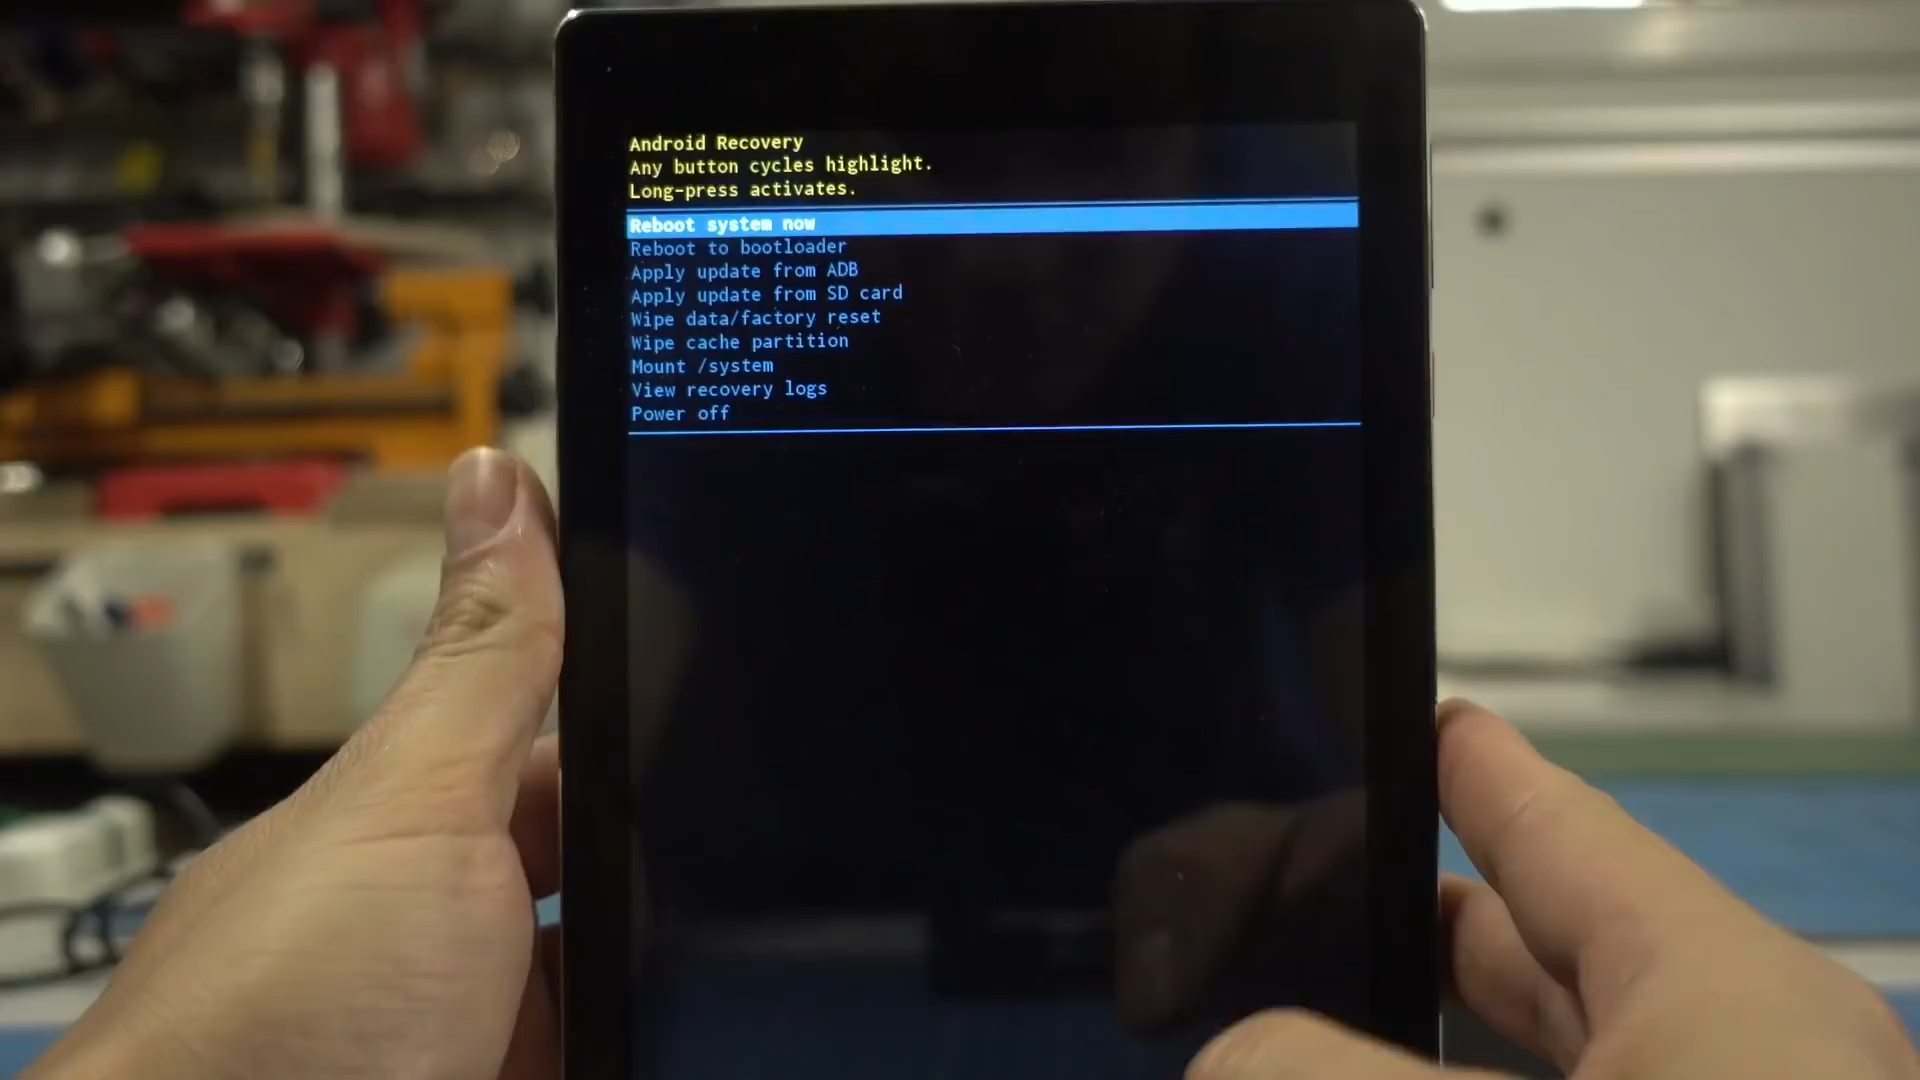 Android Recovery
Any button cycles highlight.
Long-press activates.
Reboot system now
Reboot to bootloader
Apply update from ADB
Apply update from SD card
Wipe data/factory reset
Wipe cache partition
Mount /system
View recovery logs
Power off